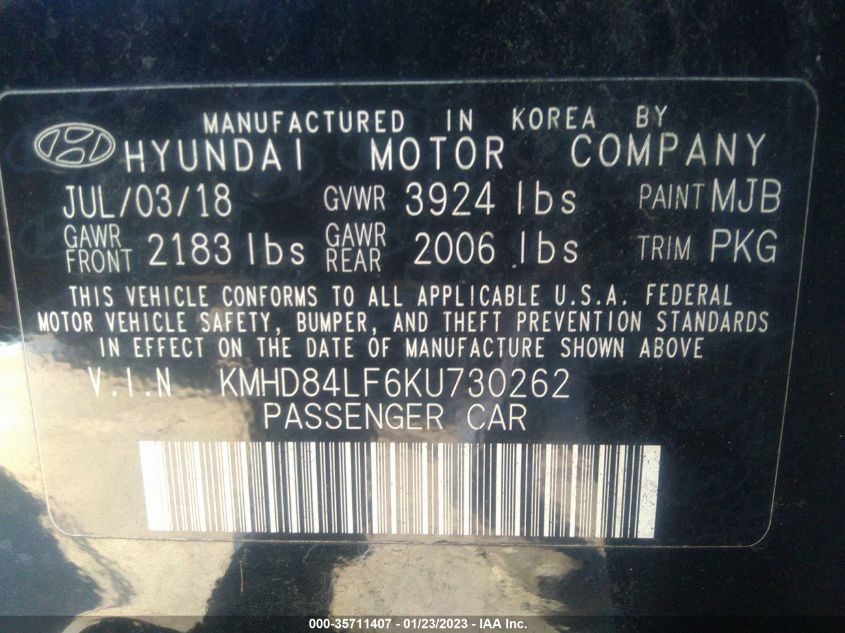 MANUFACTURED IN KOREA BY
HYUNDAI MOTOR COMPANY
JUL/03/18 GVWR 3924 lbs PAINT MJB
GAWR FRONT 2183 lbs GAWR REAR 2006 lbs TRIM PKG
THIS VEHICLE CONFORMS TO ALL APPLICABLE U.S.A. FEDERAL
MOTOR VEHICLE SAFETY, BUMPER, AND THEFT PREVENTION STANDARDS
IN EFFECT ON THE DATE OF MANUFACTURE SHOWN ABOVE
V.I.N KMHD84LF6KU730262
PASSENGER CAR
000-35711407 - 01/23/2023 - IAA Inc.